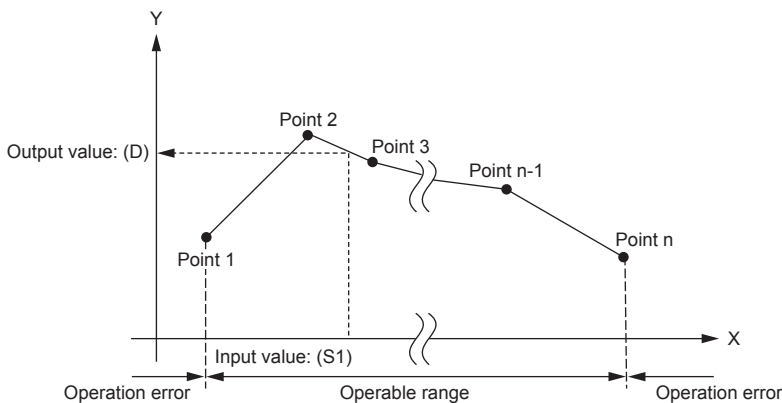 Y
Point 2
Output value: (D)
Point 3
Point n-1
Point 1
Point n
X
Input value: (S1)
Operation error
Operable range
Operation error